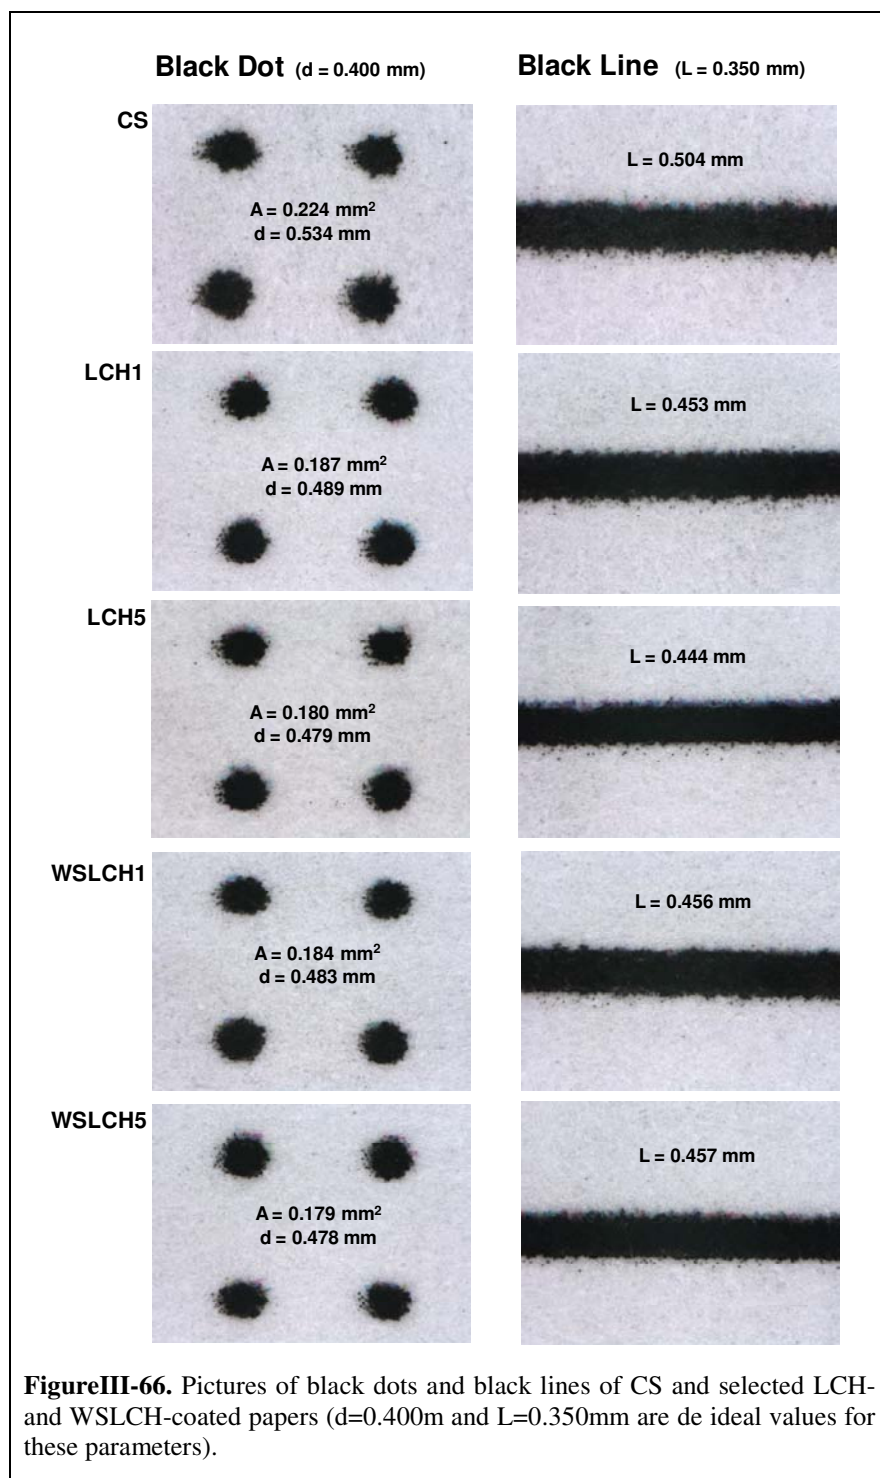 Black Dot (d = 0.400 mm)
Black Line (L = 0.350 mm)
CS
A = 0.224 mm²
d = 0.534 mm
L = 0.504 mm
LCH1
A = 0.187 mm²
d = 0.489 mm
L = 0.453 mm
LCH5
A = 0.180 mm²
d = 0.479 mm
L = 0.444 mm
WSLCH1
A = 0.184 mm²
d = 0.483 mm
L = 0.456 mm
WSLCH5
A = 0.179 mm²
d = 0.478 mm
L = 0.457 mm
FigureIII-66. Pictures of black dots and black lines of CS and selected LCH-
and WSLCH-coated papers (d=0.400m and L=0.350mm are de ideal values for
these parameters).